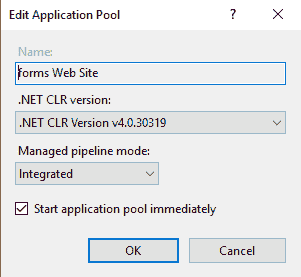 Edit Application Pool
?
Name:
forms Web Site
.NET CLR version:
.NET CLR Version v4.0.30319
Managed pipeline mode:
Integrated
Start application pool immediately
OK
Cancel